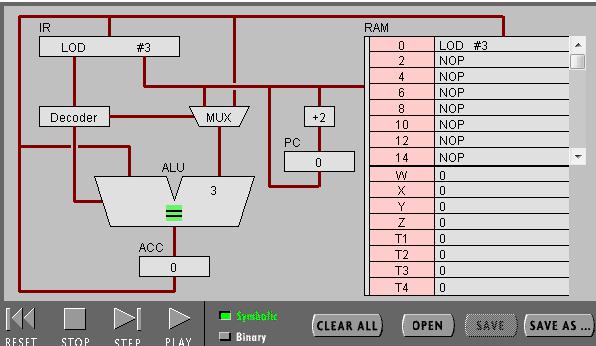 IR
LOD #3
Decoder
MUX
+2
PC
0
ALU
3
ACC
0
RAM
0 LOD #3
2 NOP
4 NOP
6 NOP
8 NOP
10 NOP
12 NOP
14 NOP
W 0
X 0
Y 0
Z 0
T1 0
T2 0
T3 0
T4 0
RESET STOP STEP PLAY
Symbolic
Binary
CLEAR ALL OPEN SAVE SAVE AS ...